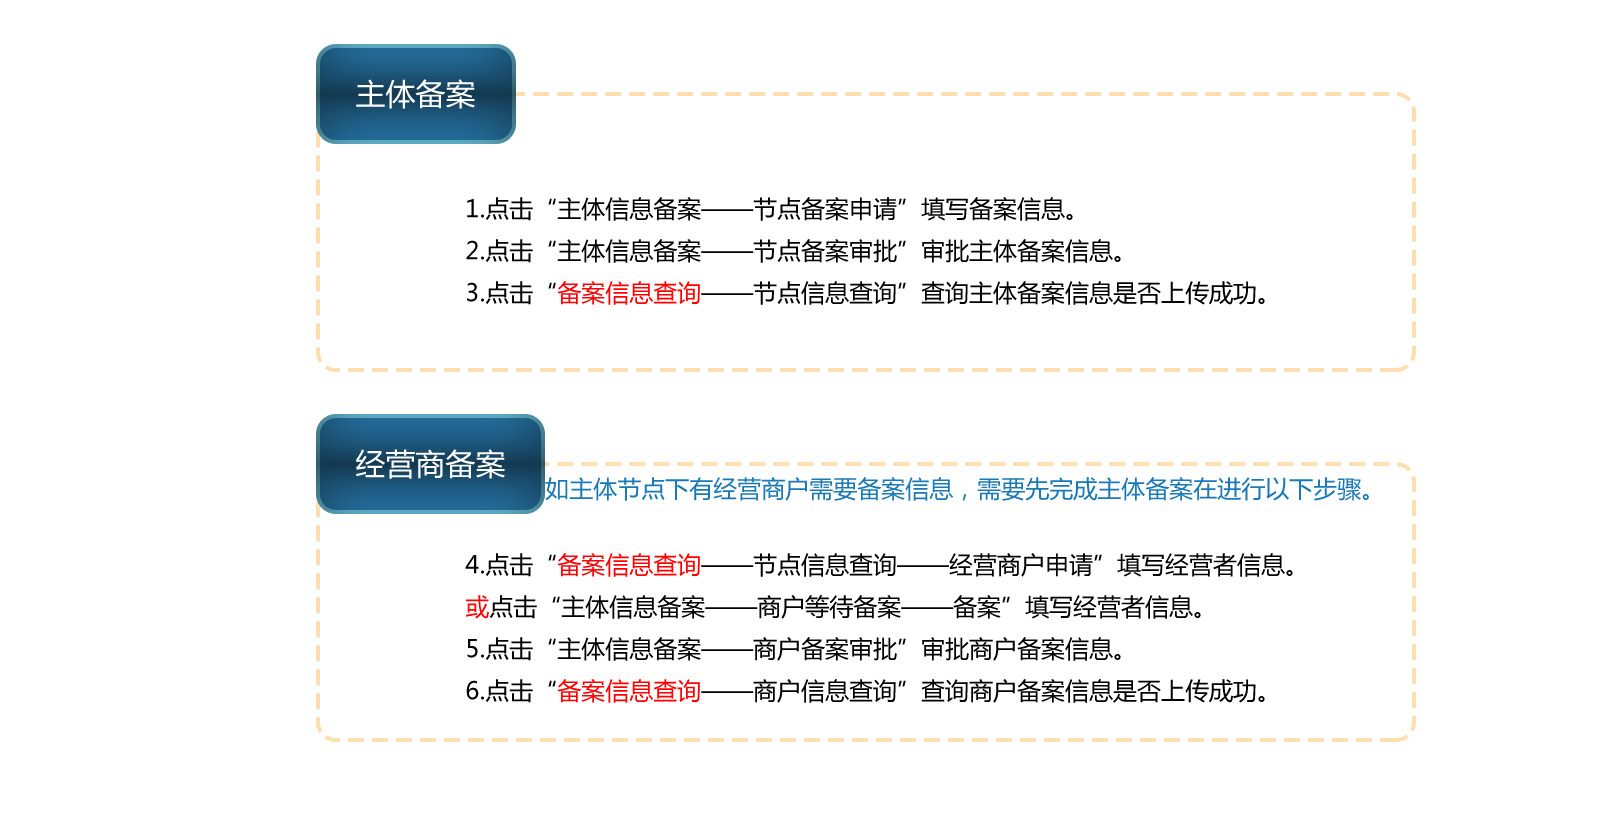 主体备案
1.点击“主体信息备案——节点备案申请”填写备案信息。
2.点击“主体信息备案——节点备案审批”审批主体备案信息。
3.点击“备案信息查询——节点信息查询”查询主体备案信息是否上传成功。
经营商备案
如主体节点下有经营商户需要备案信息，需要先完成主体备案在进行以下步骤。
4.点击“备案信息查询——节点信息查询——经营商户申请”填写经营者信息。
或点击“主体信息备案——商户等待备案——备案”填写经营者信息。
5.点击“主体信息备案——商户备案审批”审批商户备案信息。
6.点击“备案信息查询——商户信息查询”查询商户备案信息是否上传成功。